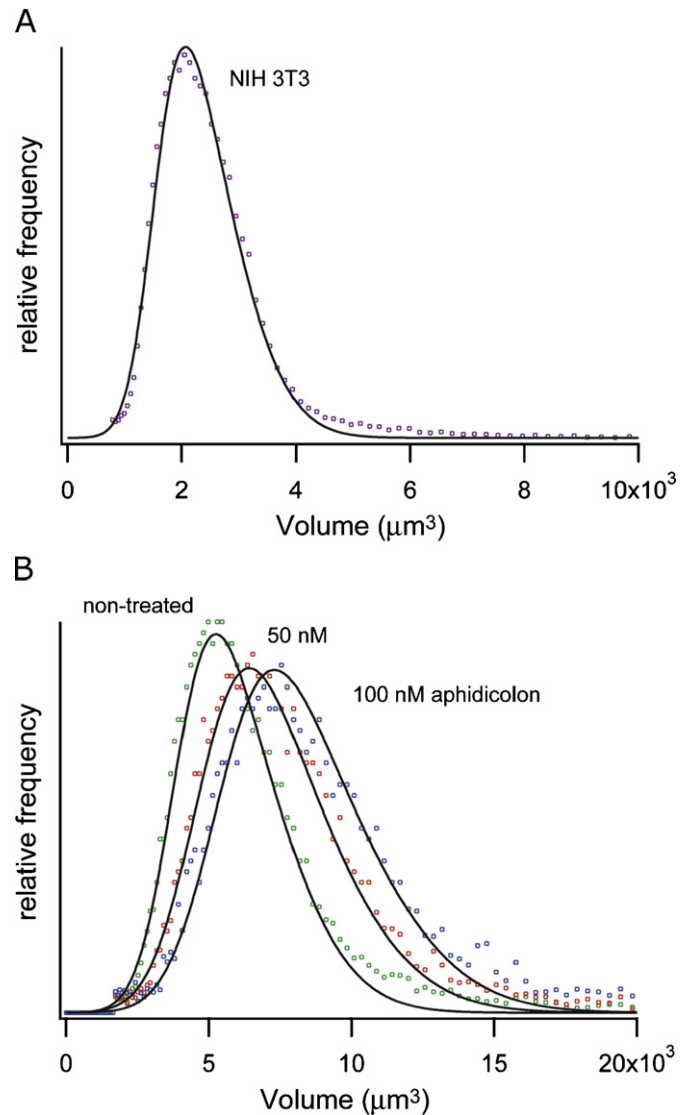 A
NIH 3T3
relative frequency
0 2 4 6 8 10x10³
Volume (μm³)
B
non-treated
50 nM
100 nM aphidicolon
relative frequency
0 5 10 15 20x10³
Volume (μm³)